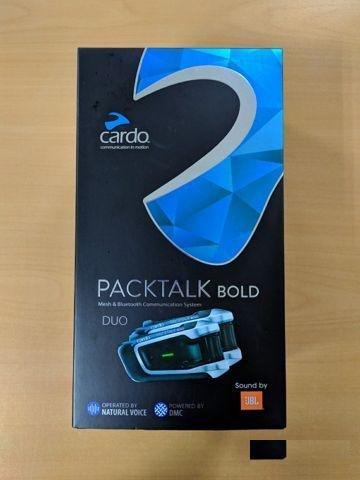 cardo
communication in motion
PACKTALK BOLD
Mesh & Bluetooth Communication System
DUO
Sound by
JBL
OPERATED BY
NATURAL VOICE
POWERED BY
DMC